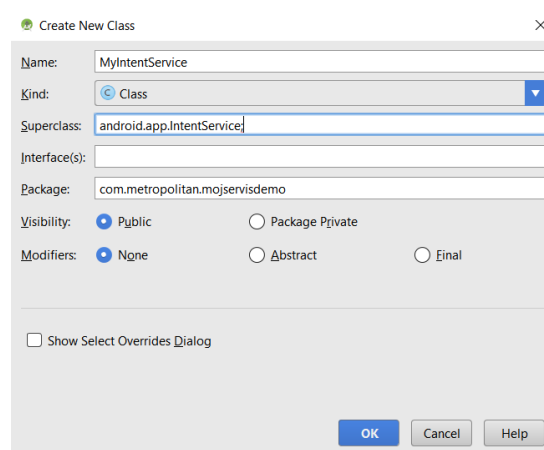 Create New Class
Name: MyIntentService
Kind: C Class
Superclass: android.app.IntentService;
Interface(s):
Package: com.metropolitan.mojservisdemo
Visibility: Public Package Private
Modifiers: None Abstract Final
Show Select Overrides Dialog
OK Cancel Help